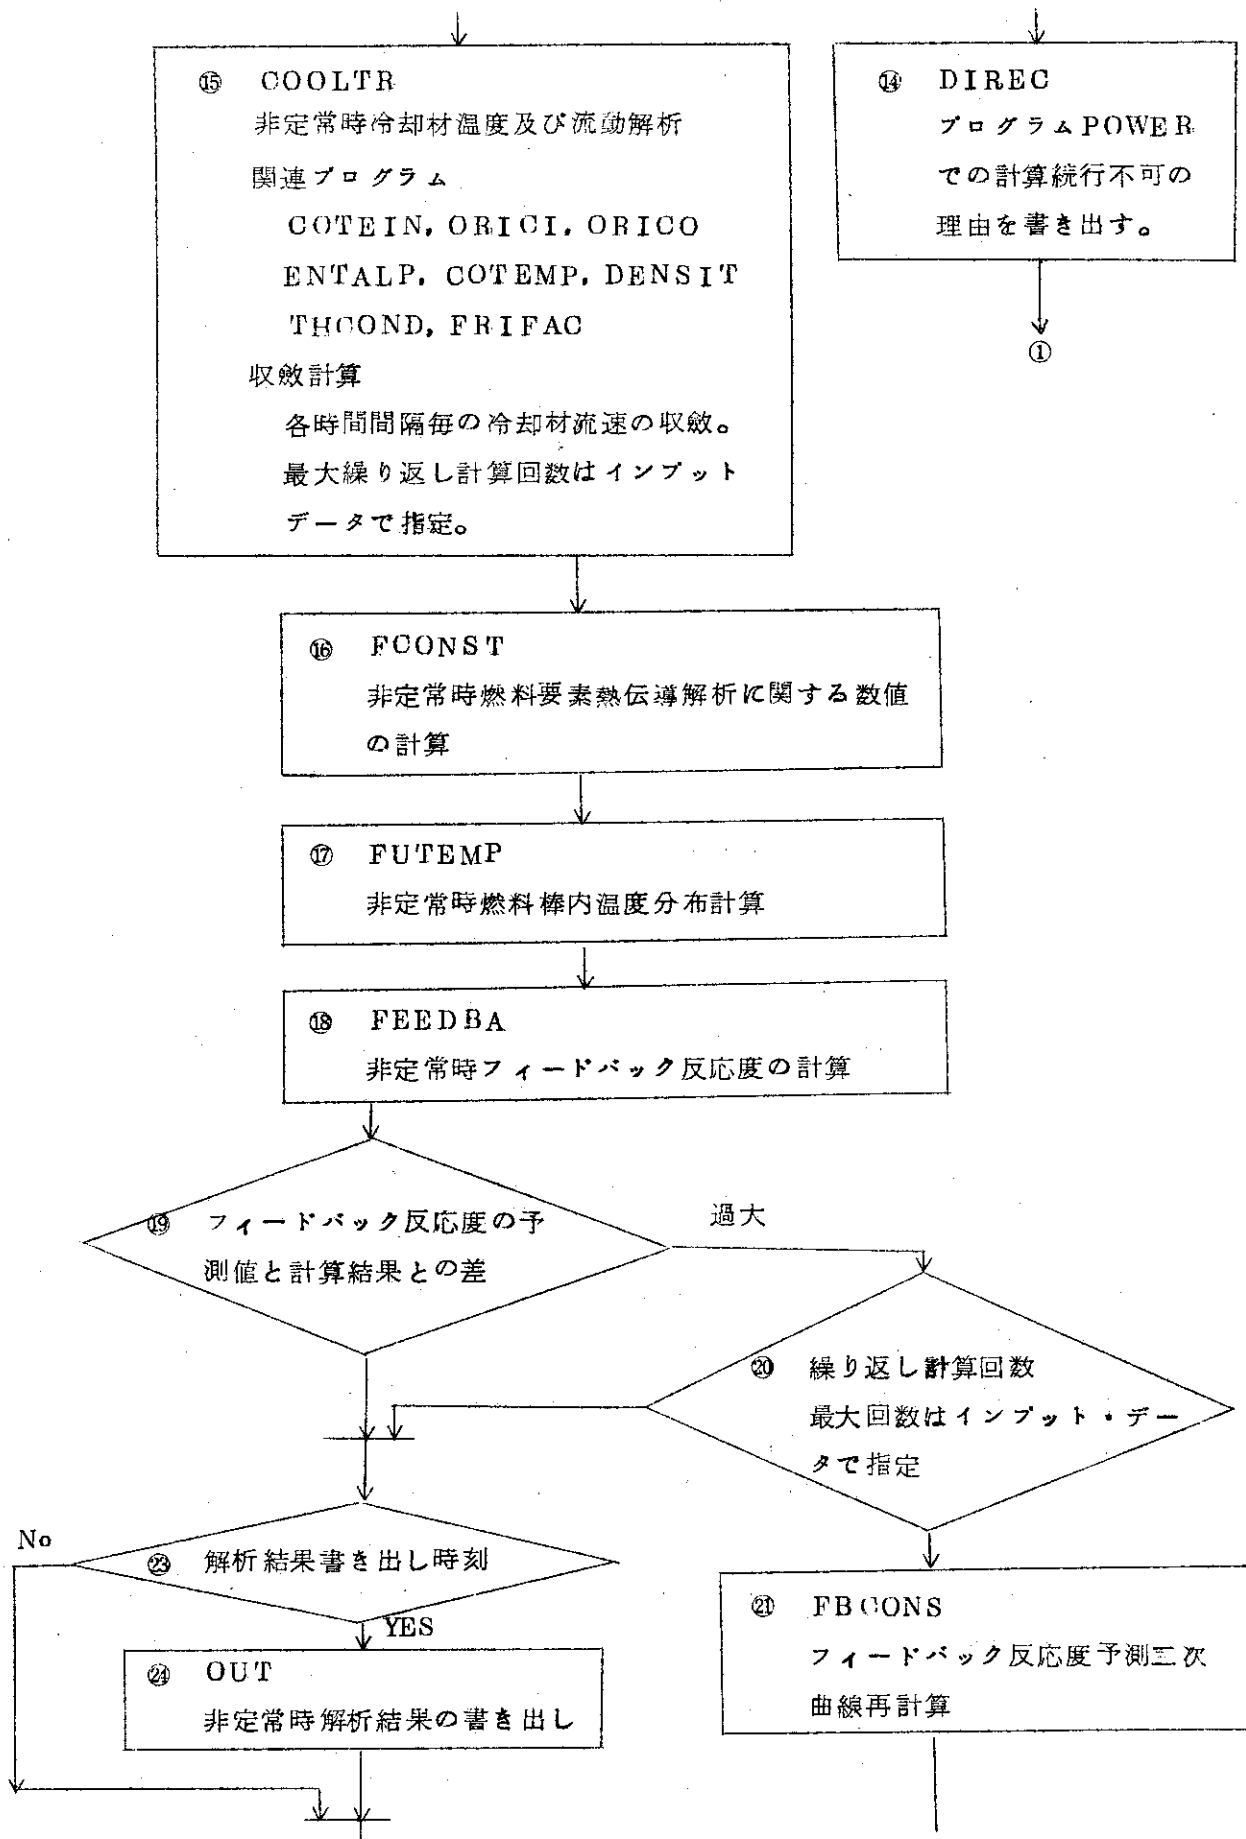 ⑮ COOLTR
非定常時冷却材温度及び流動解析
関連プログラム
COTEIN, ORICI, ORICO
ENTALP, COTEMP, DENSIT
THCOND, FRIFAC
収斂計算
各時間間隔毎の冷却材流速の収斂。
最大繰り返し計算回数はインプット
データで指定。
⑭ DIREC
プログラムPOWER
での計算続行不可の
理由を書き出す。
①
⑯ FCONST
非定常時燃料要素熱伝導解析に関する数値
の計算
⑰ FUTEMP
非定常時燃料棒内温度分布計算
⑱ FEEDBA
非定常時フィードバック反応度の計算
⑲ フィードバック反応度の予
測値と計算結果との差
過大
⑳ 繰り返し計算回数
最大回数はインプット・デー
タで指定
No
㉓ 解析結果書き出し時刻
YES
㉔ OUT
非定常時解析結果の書き出し
㉑ FBCONS
フィードバック反応度予測二次
曲線再計算